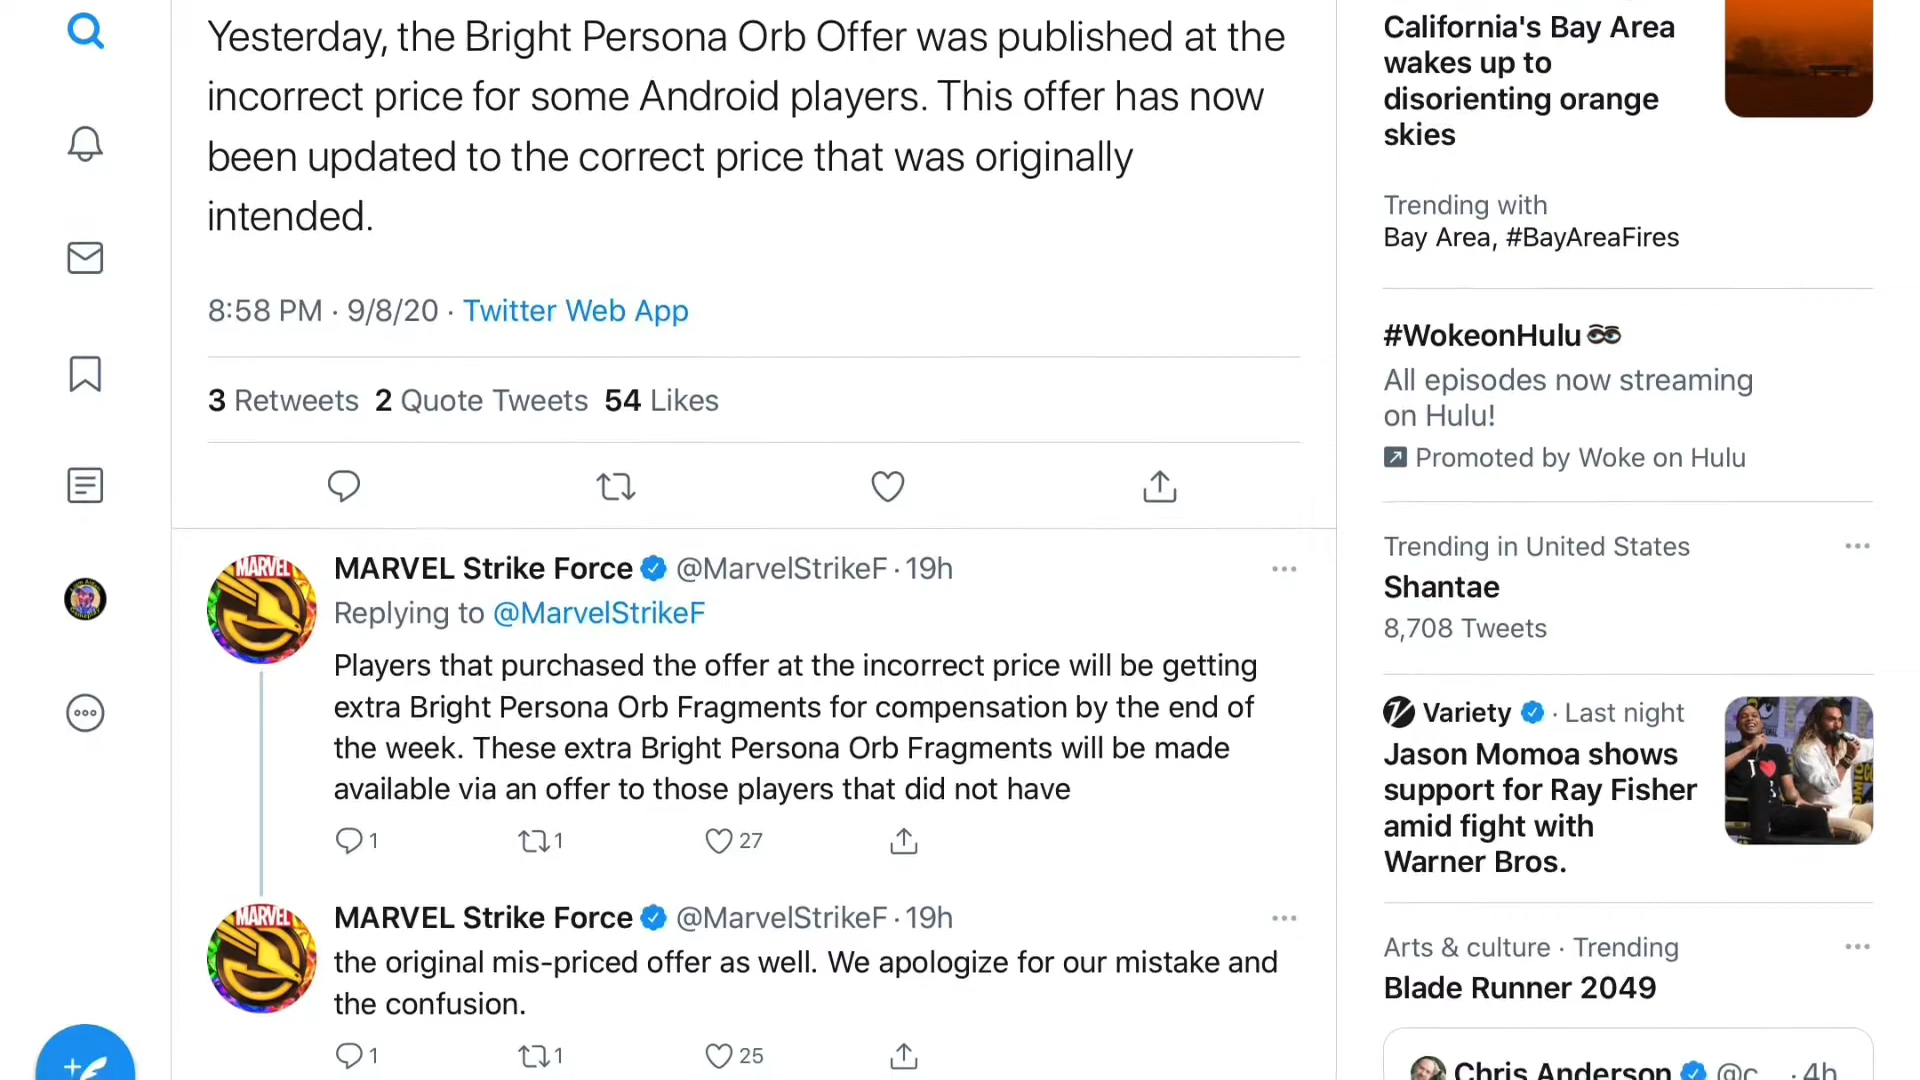 Yesterday, the Bright Persona Orb Offer was published at the
incorrect price for some Android players. This offer has now
been updated to the correct price that was originally
intended.
8:58 PM · 9/8/20 · Twitter Web App
3 Retweets 2 Quote Tweets 54 Likes
MARVEL
MARVEL Strike Force @MarvelStrikeF · 19h
Replying to @MarvelStrikeF
Players that purchased the offer at the incorrect price will be getting
extra Bright Persona Orb Fragments for compensation by the end of
the week. These extra Bright Persona Orb Fragments will be made
available via an offer to those players that did not have
1 1 27
MARVEL
MARVEL Strike Force @MarvelStrikeF · 19h
the original mis-priced offer as well. We apologize for our mistake and
the confusion.
1 1 25
California's Bay Area
wakes up to
disorienting orange
skies
Trending with
Bay Area, #BayAreaFires
#WokeonHulu
All episodes now streaming
on Hulu!
Promoted by Woke on Hulu
Trending in United States
Shantae
8,708 Tweets
Variety · Last night
Jason Momoa shows
support for Ray Fisher
amid fight with
Warner Bros.
Arts & culture · Trending
Blade Runner 2049
Chris Anderson @c... · 4h